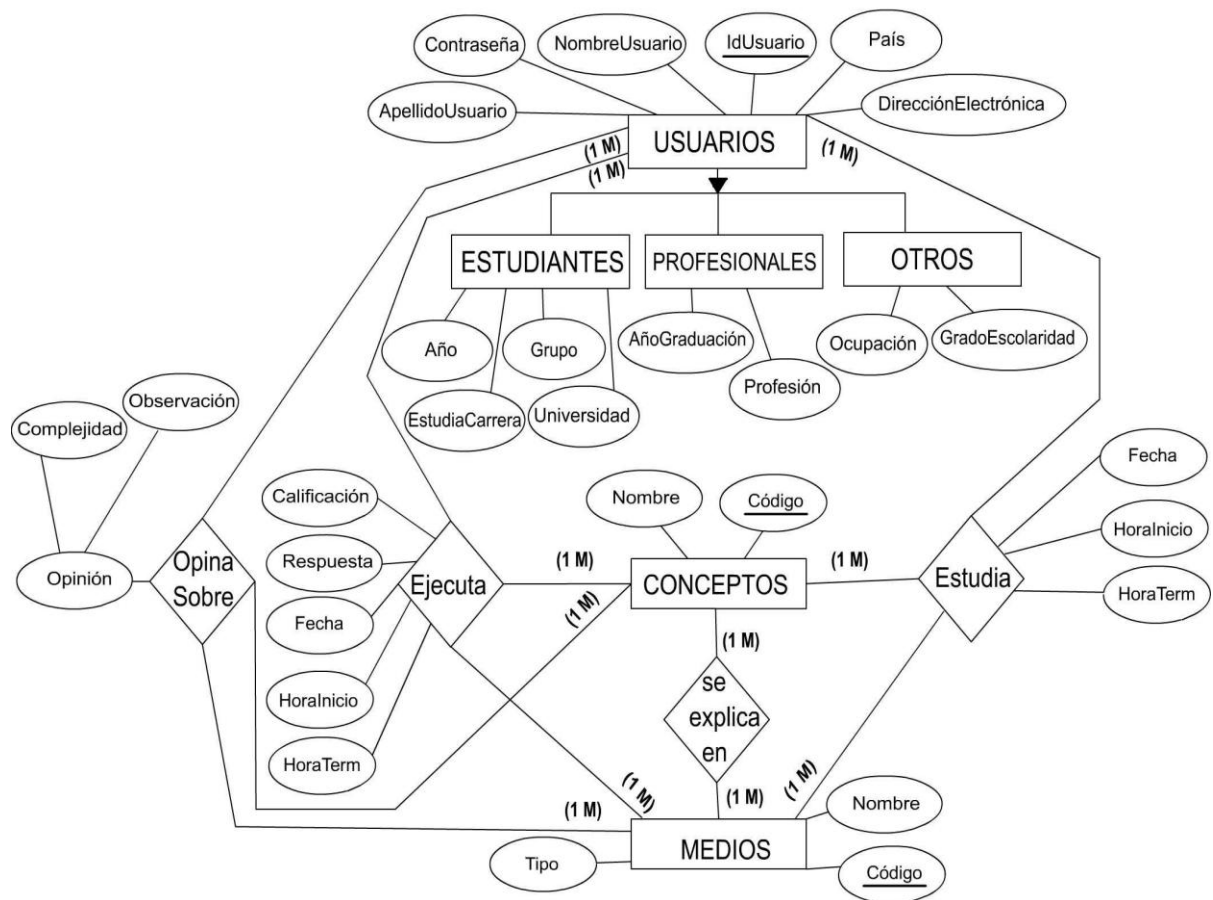 Contraseña
NombreUsuario
IdUsuario
País
ApellidoUsuario
DirecciónElectrónica
USUARIOS
(1 M)
(1 M)
(1 M)
ESTUDIANTES
PROFESIONALES
OTROS
Año
Grupo
AñoGraduación
Ocupación
GradoEscolaridad
EstudiaCarrera
Universidad
Profesión
Observación
Complejidad
Opinión
Opina
Sobre
Calificación
Respuesta
Fecha
HoraInicio
HoraTerm
Ejecuta
Nombre
Código
(1 M)
CONCEPTOS
(1 M)
(1 M)
Estudia
Fecha
HoraInicio
HoraTerm
(1 M)
se
explica
en
(1 M)
(1 M)
(1 M)
(1 M)
MEDIOS
Tipo
Nombre
Código